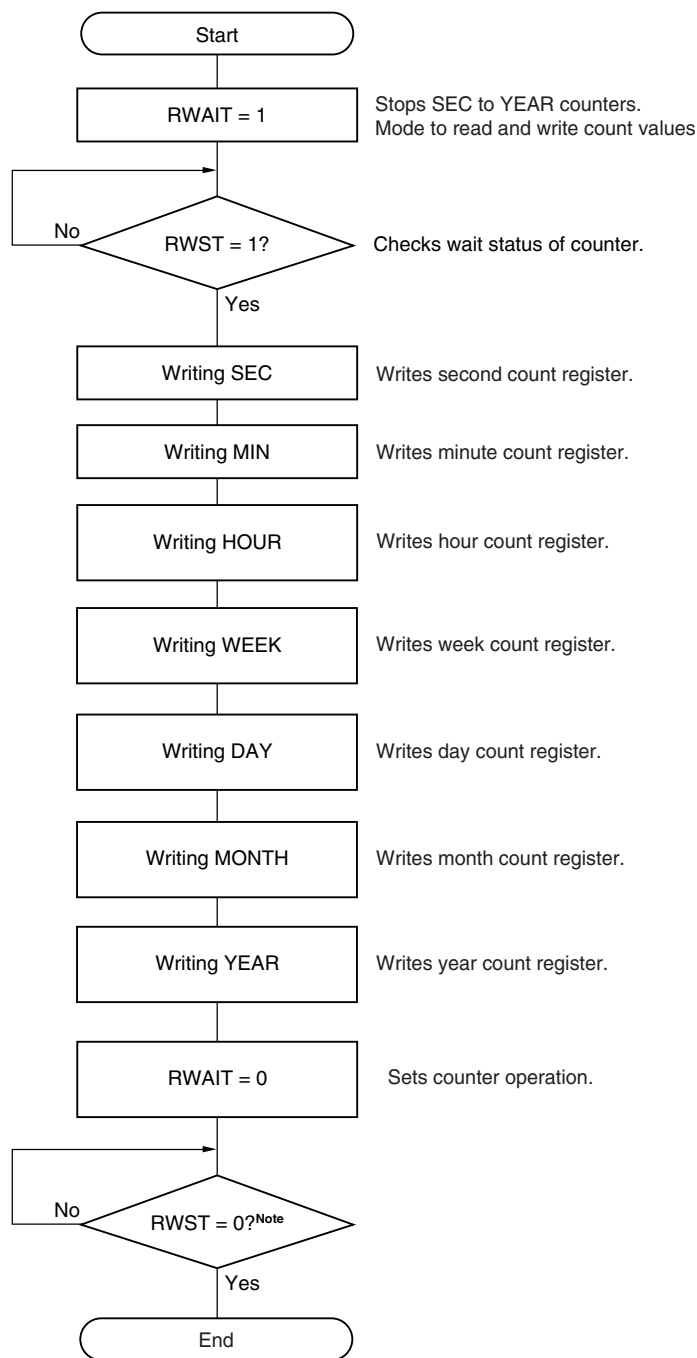 Start
RWAIT = 1
Stops SEC to YEAR counters.
Mode to read and write count values
No
RWST = 1?
Checks wait status of counter.
Yes
Writing SEC
Writes second count register.
Writing MIN
Writes minute count register.
Writing HOUR
Writes hour count register.
Writing WEEK
Writes week count register.
Writing DAY
Writes day count register.
Writing MONTH
Writes month count register.
Writing YEAR
Writes year count register.
RWAIT = 0
Sets counter operation.
No
RWST = 0?Note
Yes
End